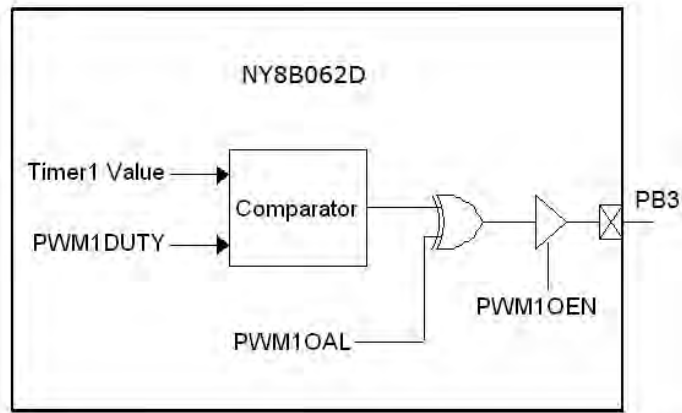 NY8B062D
Timer1 Value
Comparator
PB3
PWM1DUTY
PWM1OEN
PWM1OAL